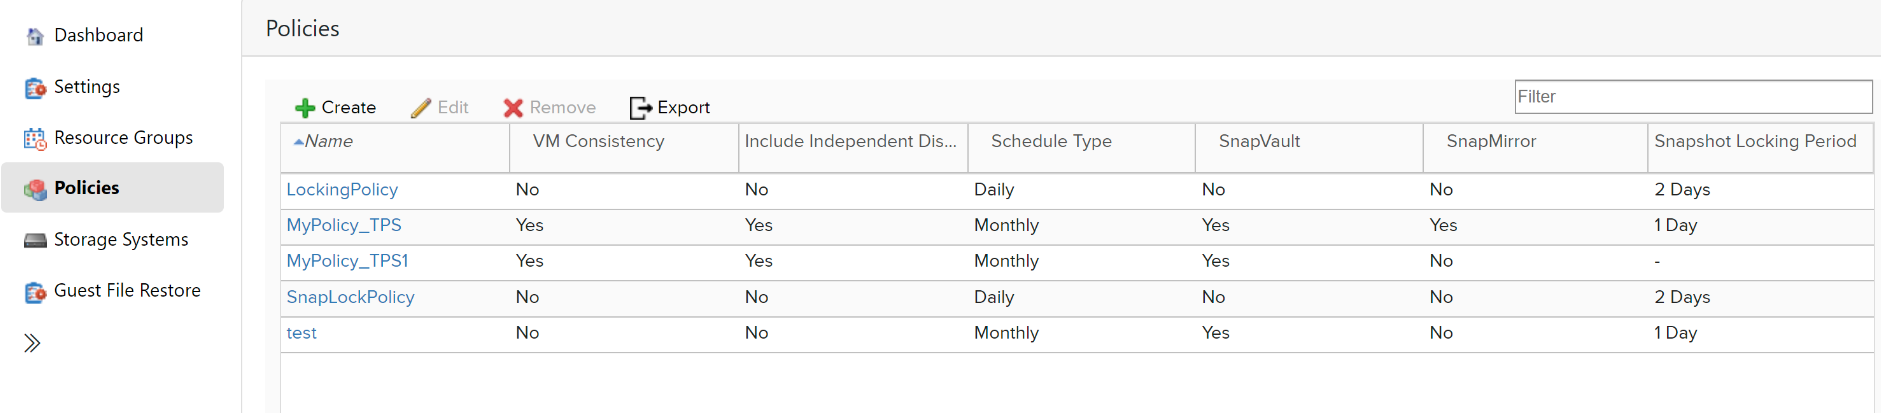 Dashboard
Settings
Resource Groups
Policies
Storage Systems
Guest File Restore
Policies
Create Edit Remove Export
Filter
Name VM Consistency Include Independent Dis... Schedule Type SnapVault SnapMirror Snapshot Locking Period
LockingPolicy No No Daily No No 2 Days
MyPolicy_TPS Yes Yes Monthly Yes Yes 1 Day
MyPolicy_TPS1 Yes Yes Monthly Yes No -
SnapLockPolicy No No Daily No No 2 Days
test No No Monthly Yes No 1 Day